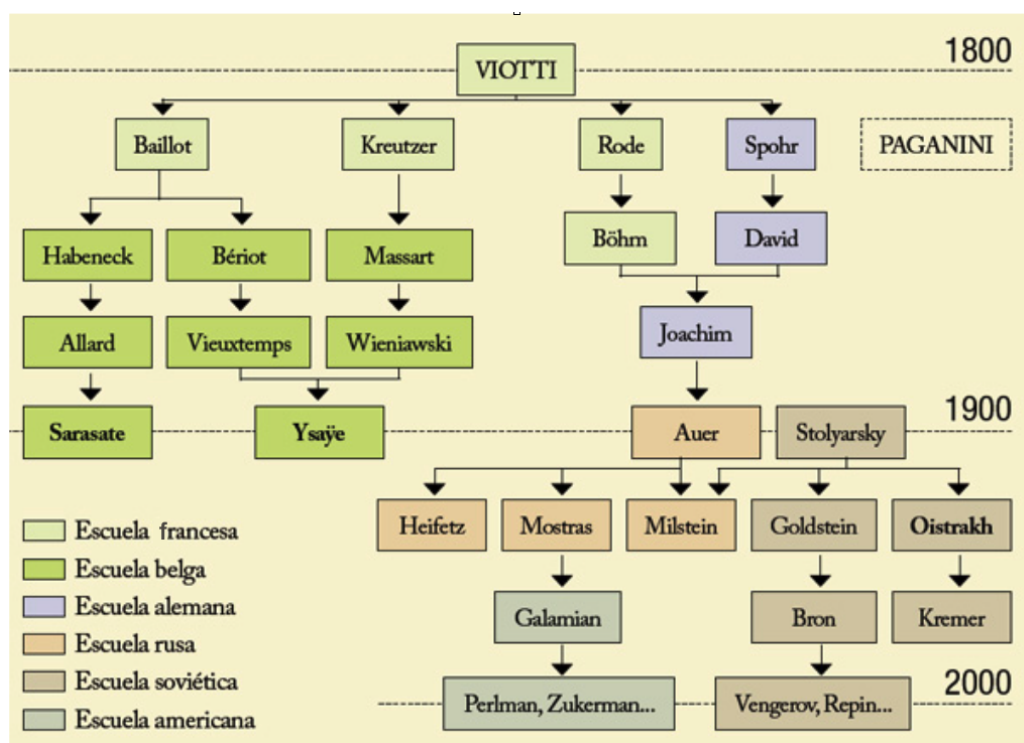 1800
VIOTTI
Baillot
Kreutzer
Rode
Spohr
PAGANINI
Habeneck
Bériot
Massart
Böhm
David
Allard
Vieuxtemps
Wieniawski
Joachim
1900
Sarasate
Ysaÿe
Auer
Stolyarsky
Heifetz
Mostras
Milstein
Goldstein
Oistrakh
Galamian
Bron
Kremer
2000
Perlman, Zukerman...
Vengerov, Repin...
Escuela francesa
Escuela belga
Escuela alemana
Escuela rusa
Escuela soviética
Escuela americana